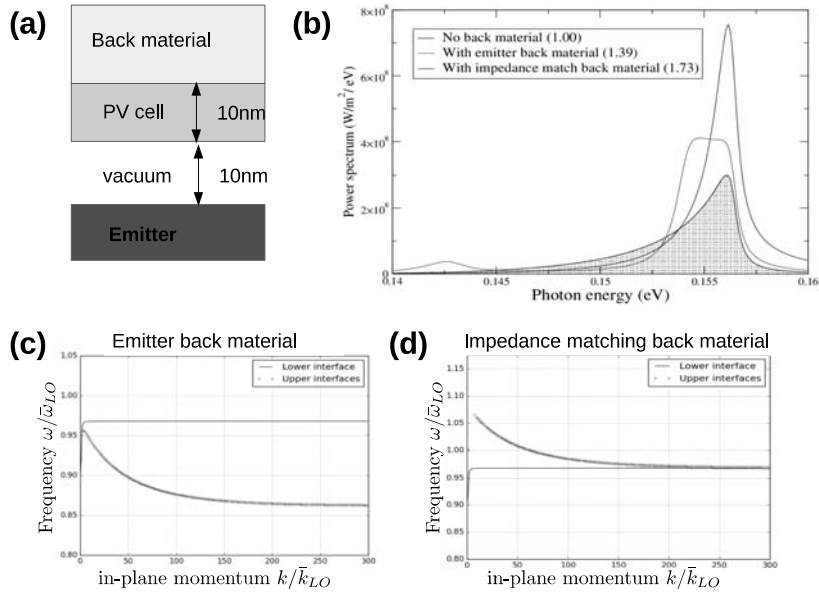 (a)
Back material
PV cell
10nm
vacuum
10nm
Emitter
(b)
No back material (1.00)
With emitter back material (1.39)
With impedance match back material (1.73)
Power spectrum (W/m²/ eV)
8×10⁸
6×10⁸
4×10⁸
2×10⁸
0
0.14
0.145
0.15
0.155
0.16
Photon energy (eV)
(c)
Emitter back material
Lower interface
Upper interfaces
Frequency ω/ω̄_LO
1.05
1.00
0.95
0.90
0.85
0.80
0
50
100
150
200
250
300
in-plane momentum k/k̄_LO
(d)
Impedance matching back material
Lower interface
Upper interfaces
Frequency ω/ω̄_LO
1.15
1.10
1.05
1.00
0.95
0.90
0.85
0.80
0
50
100
150
200
250
300
in-plane momentum k/k̄_LO